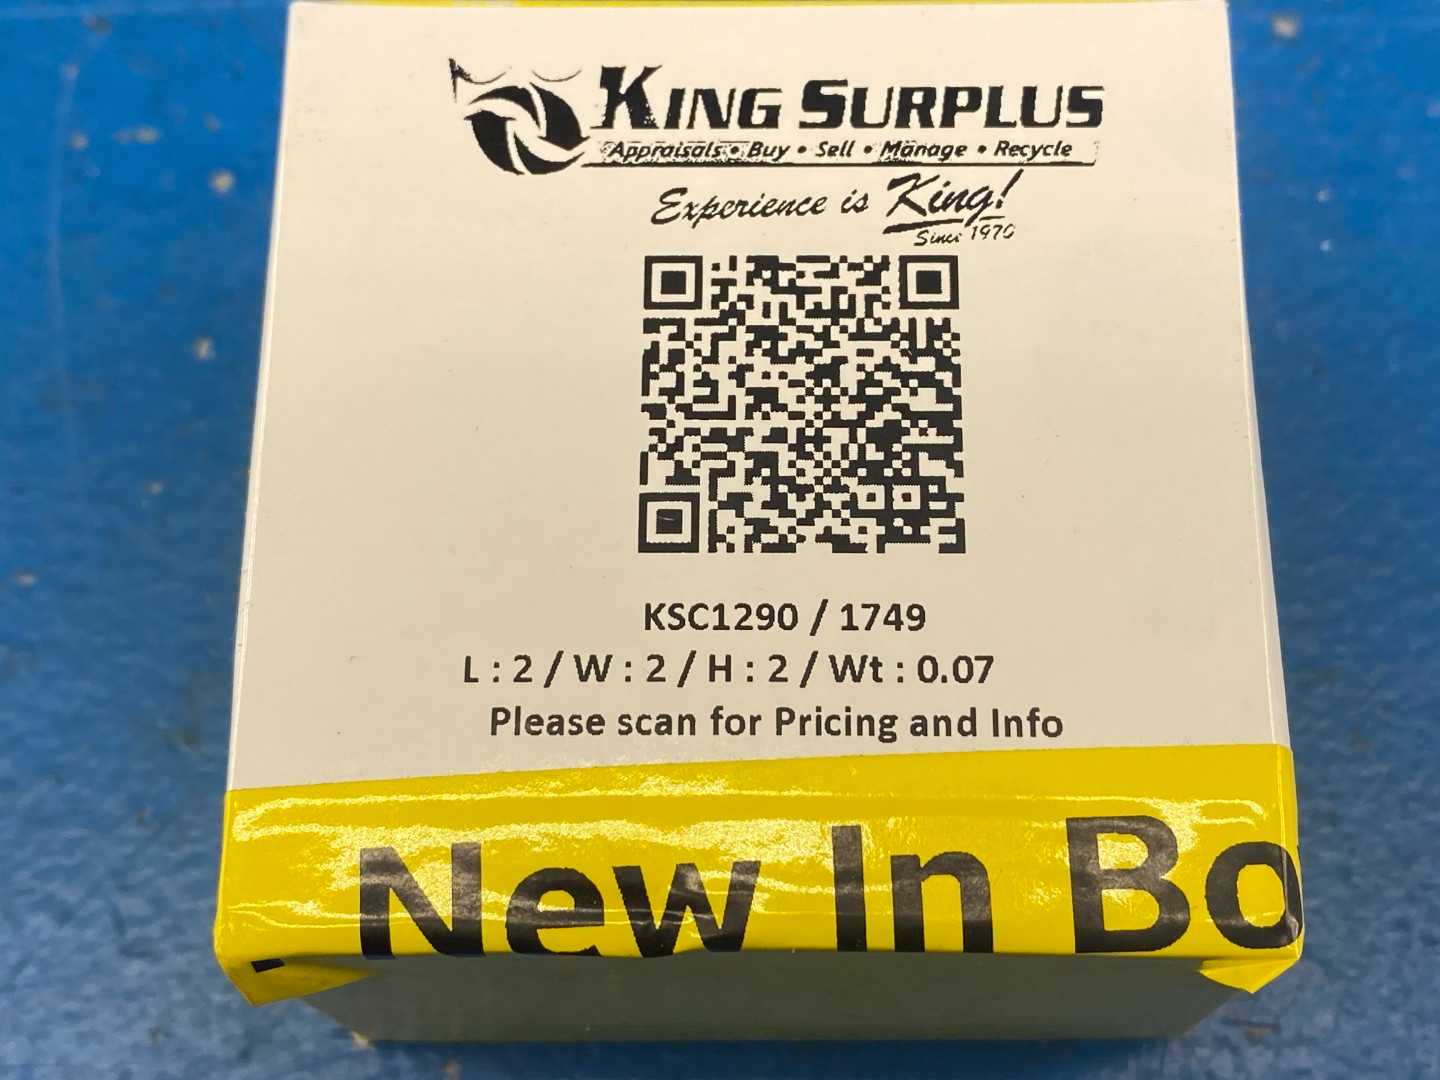 KING SURPLUS
Appraisals • Buy • Sell • Manage • Recycle
Experience is King!
Since 1970
KSC1290 / 1749
L : 2 / W : 2 / H : 2 / Wt : 0.07
Please scan for Pricing and Info
New In Bo